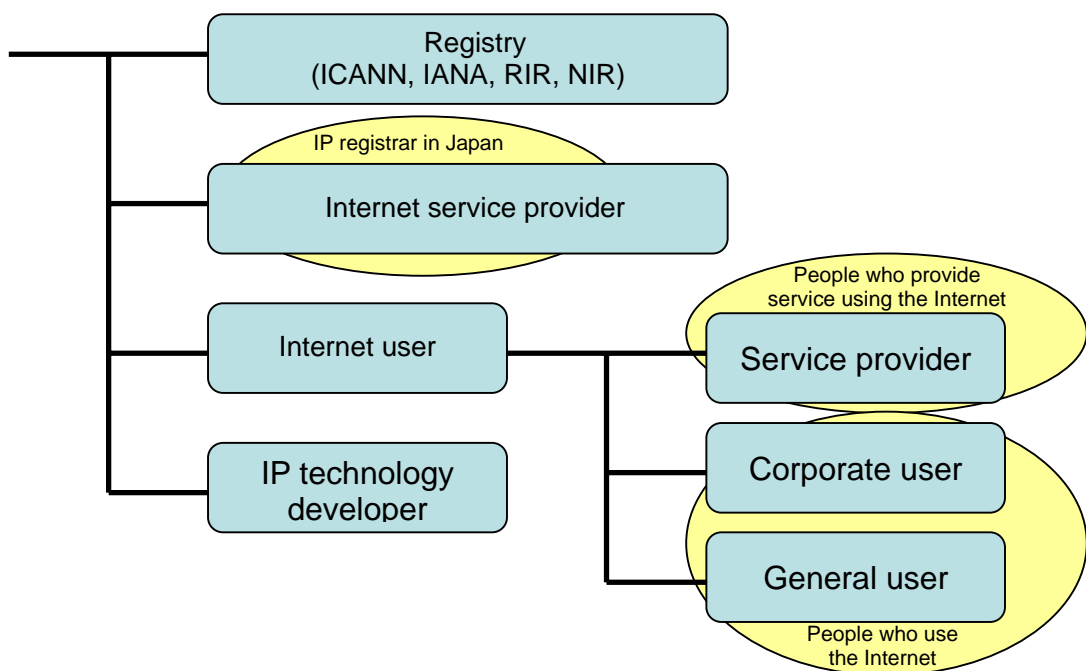 Registry
(ICANN, IANA, RIR, NIR)
IP registrar in Japan
Internet service provider
Internet user
IP technology
developer
People who provide
service using the Internet
Service provider
Corporate user
General user
People who use
the Internet